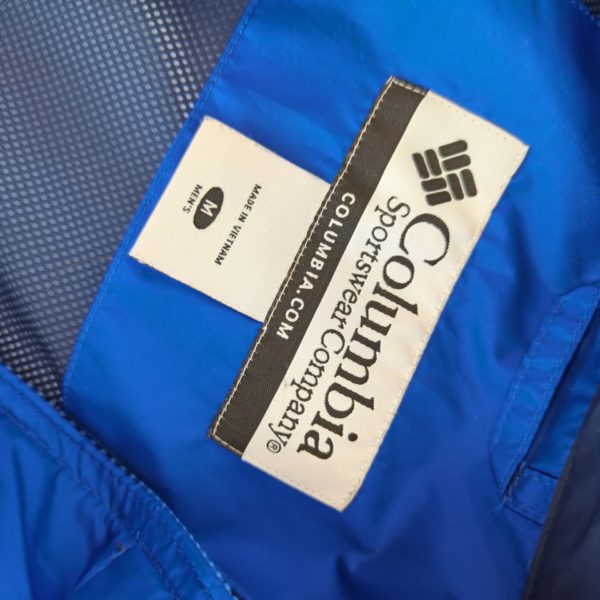 Columbia
Sportswear Company®
COLUMBIA.COM
M
MEN'S
MADE IN VIETNAM